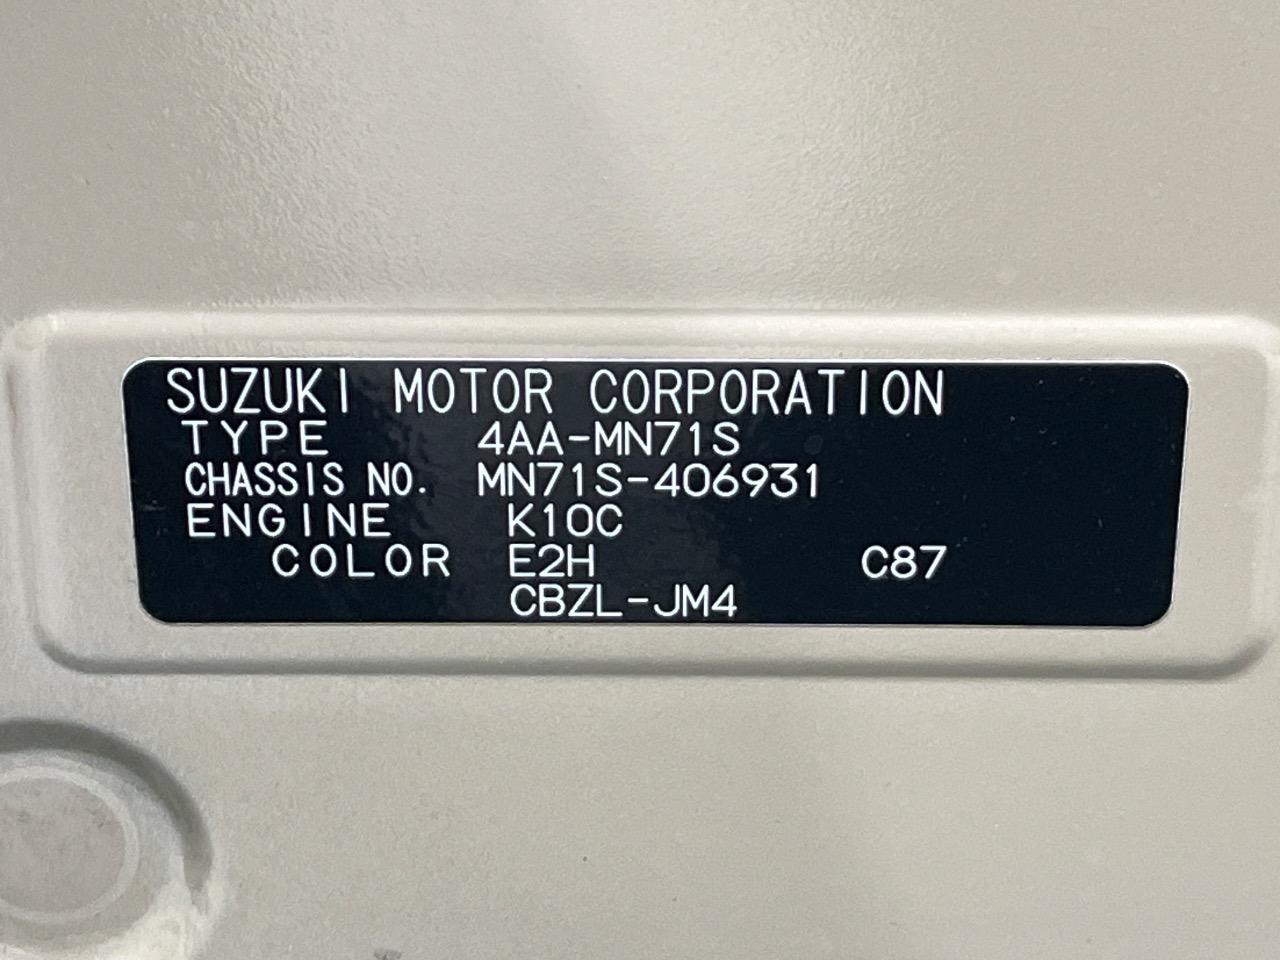 SUZUKI MOTOR CORPORATION
TYPE 4AA-MN71S
CHASSIS NO. MN71S-406931
ENGINE K10C
COLOR E2H C87
CBZL-JM4